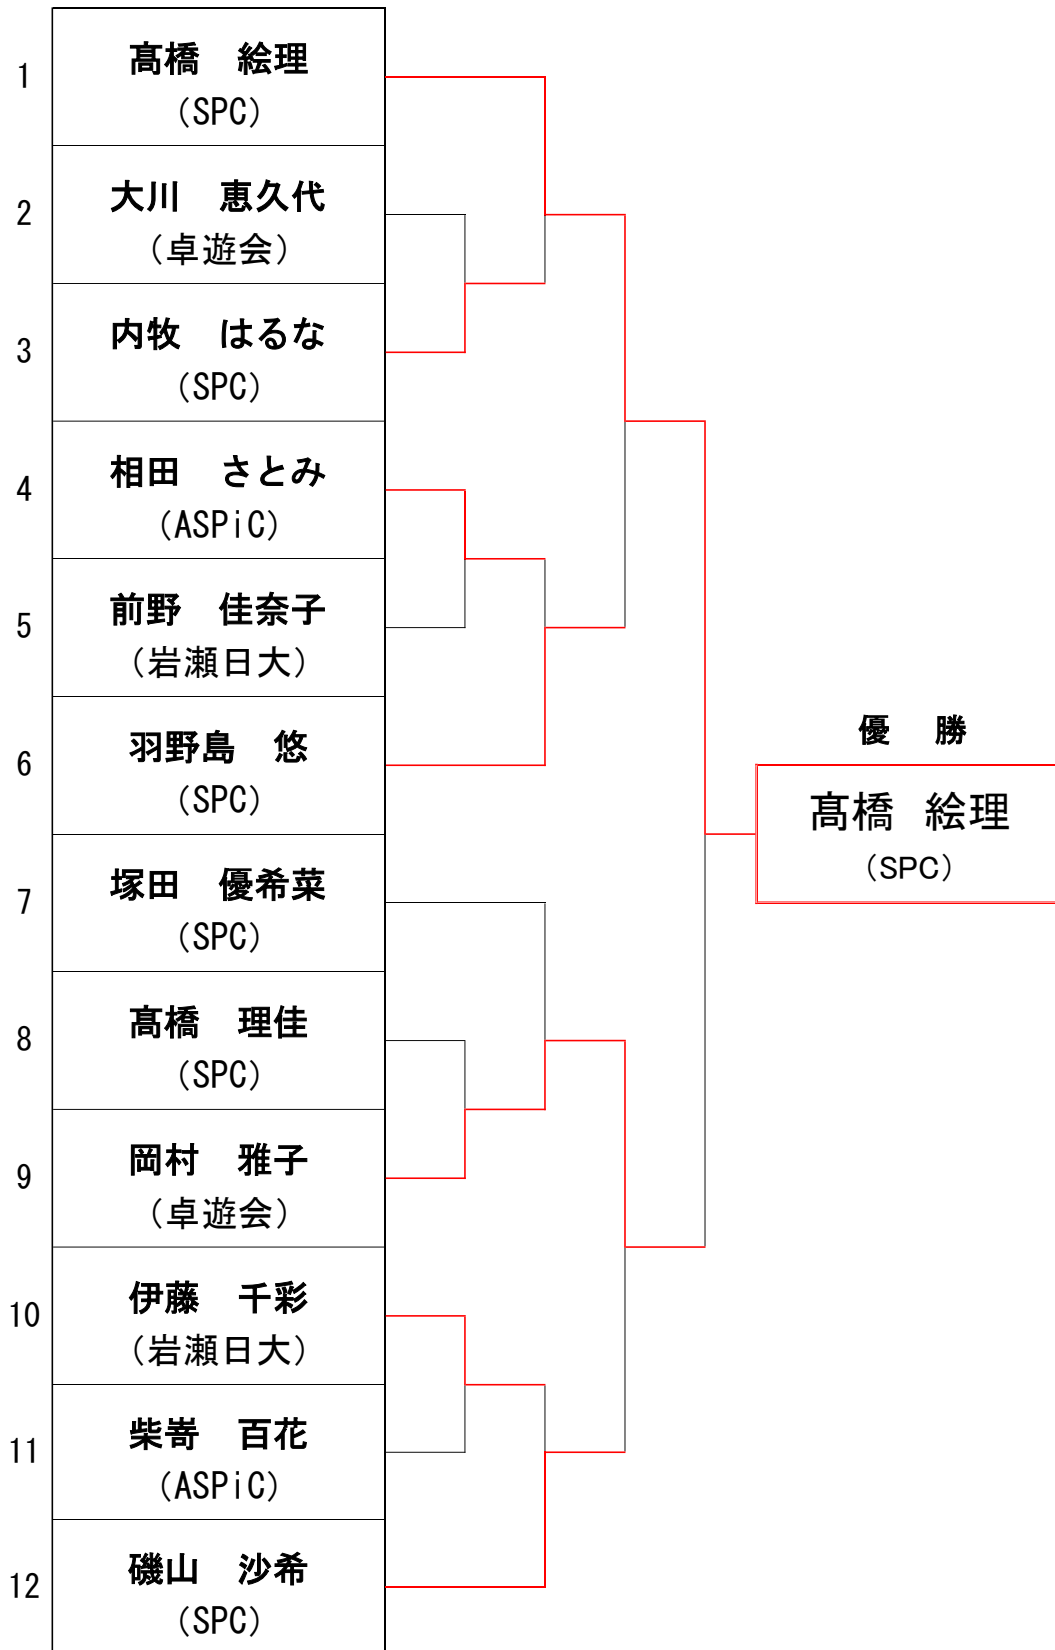 1
髙橋　絵理
(SPC)
2
大川　恵久代
(卓遊会)
3
内牧　はるな
(SPC)
4
相田　さとみ
(ASPiC)
5
前野　佳奈子
(岩瀬日大)
6
羽野島　悠
(SPC)
優　勝
髙橋　絵理
(SPC)
7
塚田　優希菜
(SPC)
8
髙橋　理佳
(SPC)
9
岡村　雅子
(卓遊会)
10
伊藤　千彩
(岩瀬日大)
11
柴嵜　百花
(ASPiC)
12
磯山　沙希
(SPC)